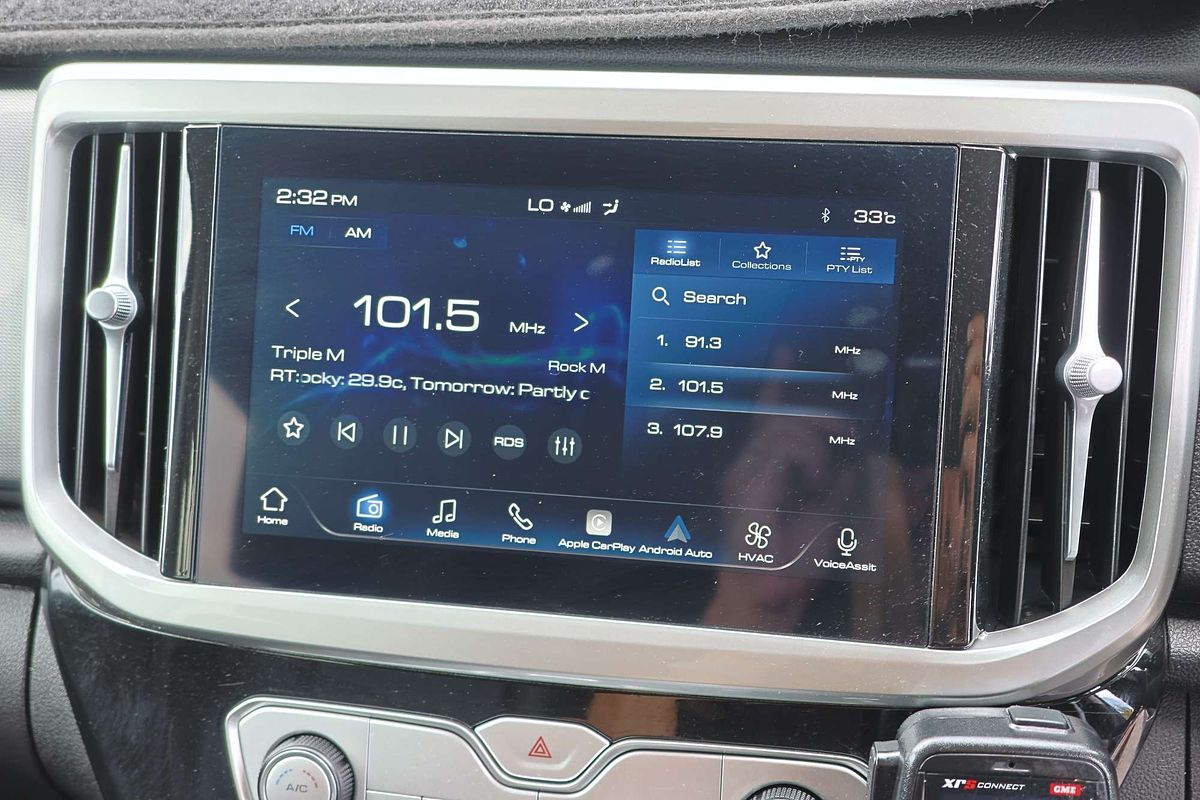 2:32 PM LO 33℃
FM AM
RadioList Collections PTY List
Search
101.5 MHz
1. 91.3 MHz
2. 101.5 MHz
3. 107.9 MHz
Triple M
Rock M
RT:ocky: 29.9c, Tomorrow: Partly c
RDS
Home Radio Media Phone Apple CarPlay Android Auto HVAC VoiceAssit
A/C
XRS CONNECT GME